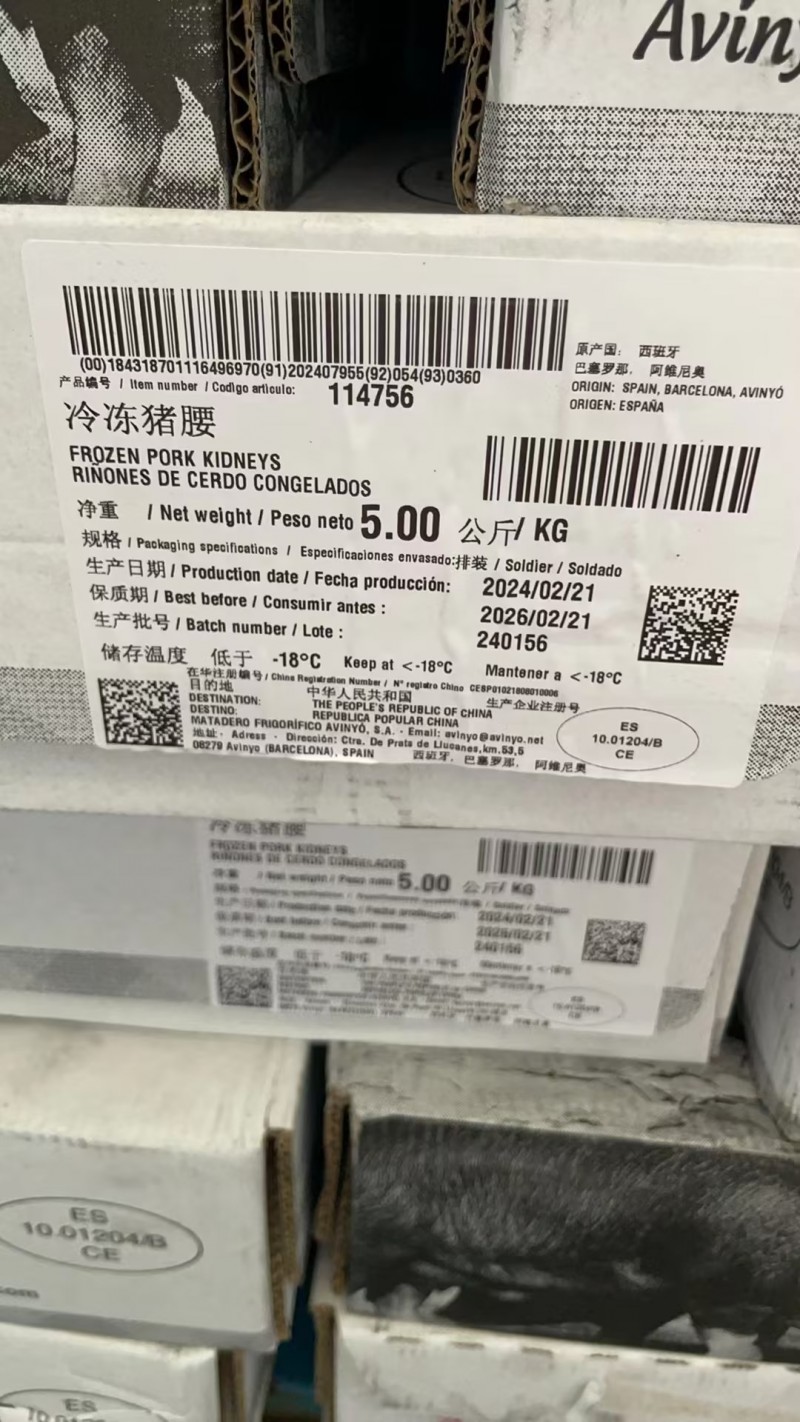 Avin
(00)184318701116496970(91)202407955(92)054(93)0360
产品编号 / Item number / Codigo articulo: 114756
原产国： 西班牙
巴塞罗那， 阿维尼奥
ORIGIN: SPAIN, BARCELONA, AVINYÓ
ORIGEN: ESPAÑA
冷冻猪腰
FROZEN PORK KIDNEYS
RIÑONES DE CERDO CONGELADOS
净重 / Net weight / Peso neto 5.00 公斤/ KG
规格 / Packaging specifications / Especificaciones envasado:排装 / Soldier / Soldado
生产日期 / Production date / Fecha producción: 2024/02/21
保质期 / Best before / Consumir antes : 2026/02/21
生产批号 / Batch number / Lote : 240156
储存温度 低于 -18°C Keep at <-18°C Mantener a <-18°C
在华注册编号 / China Registration Number / Nº registro China CESP01021608010006
目的地 中华人民共和国 生产企业注册号
DESTINATION: THE PEOPLE'S REPUBLIC OF CHINA
DESTINO: REPUBLICA POPULAR CHINA
MATADERO FRIGORÍFICO AVINYÓ, S.A. · Email: avinyo@avinyo.net
地址· Adress · Dirección: Ctra. De Prats de Lluçanes,km.53,5
08279 Avinyo (BARCELONA), SPAIN 西班牙，巴塞罗那，阿维尼奥
ES
10.01204/B
CE
冷冻猪腰
FROZEN PORK KIDNEYS
RIÑONES DE CERDO CONGELADOS
/ Net weight / Peso neto 5.00 公斤/ KG
2024/02/21
2026/02/21
240156
ES
10.01204/B
CE
.com
ES